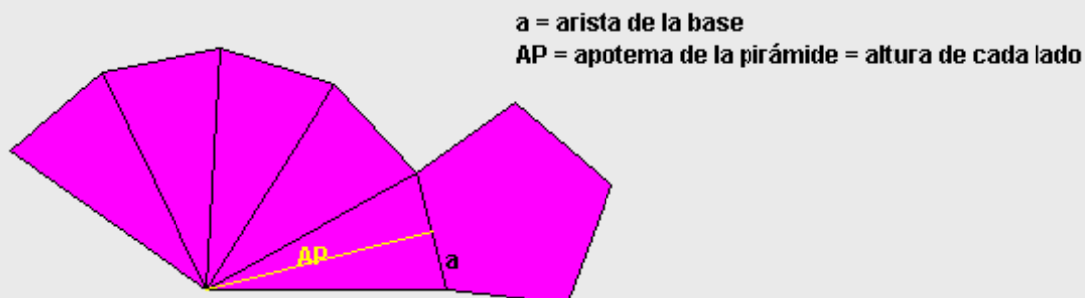 a = arista de la base
AP = apotema de la pirámide = altura de cada lado
AP
a